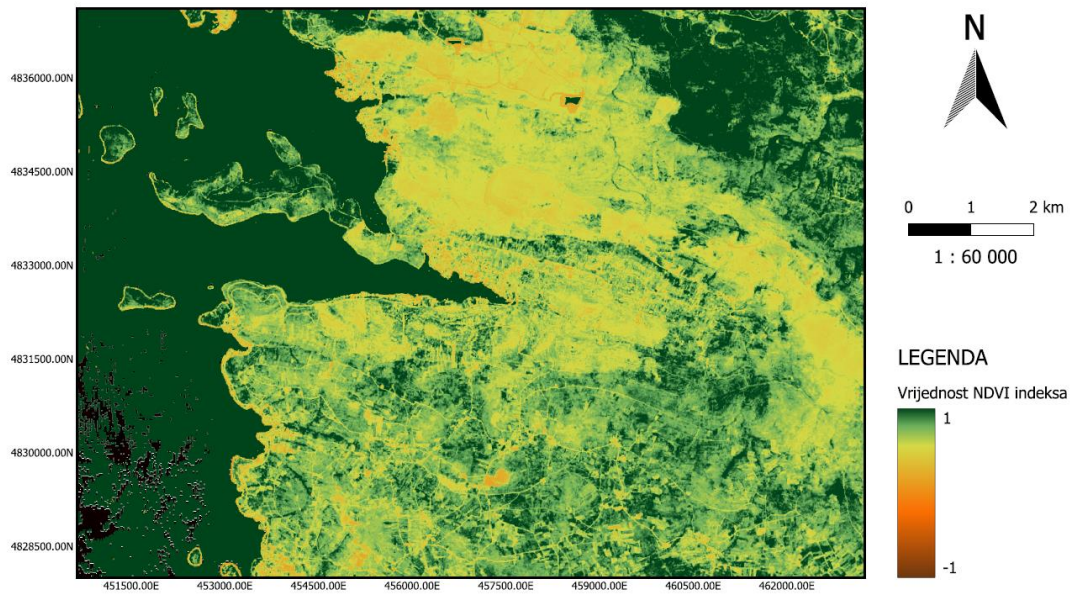 N
4836000.00N
4834500.00N
4833000.00N
4831500.00N
4830000.00N
4828500.00N
451500.00E 453000.00E 454500.00E 456000.00E 457500.00E 459000.00E 460500.00E 462000.00E
0 1 2 km
1 : 60 000
LEGENDA
Vrijednost NDVI indeksa
1
-1